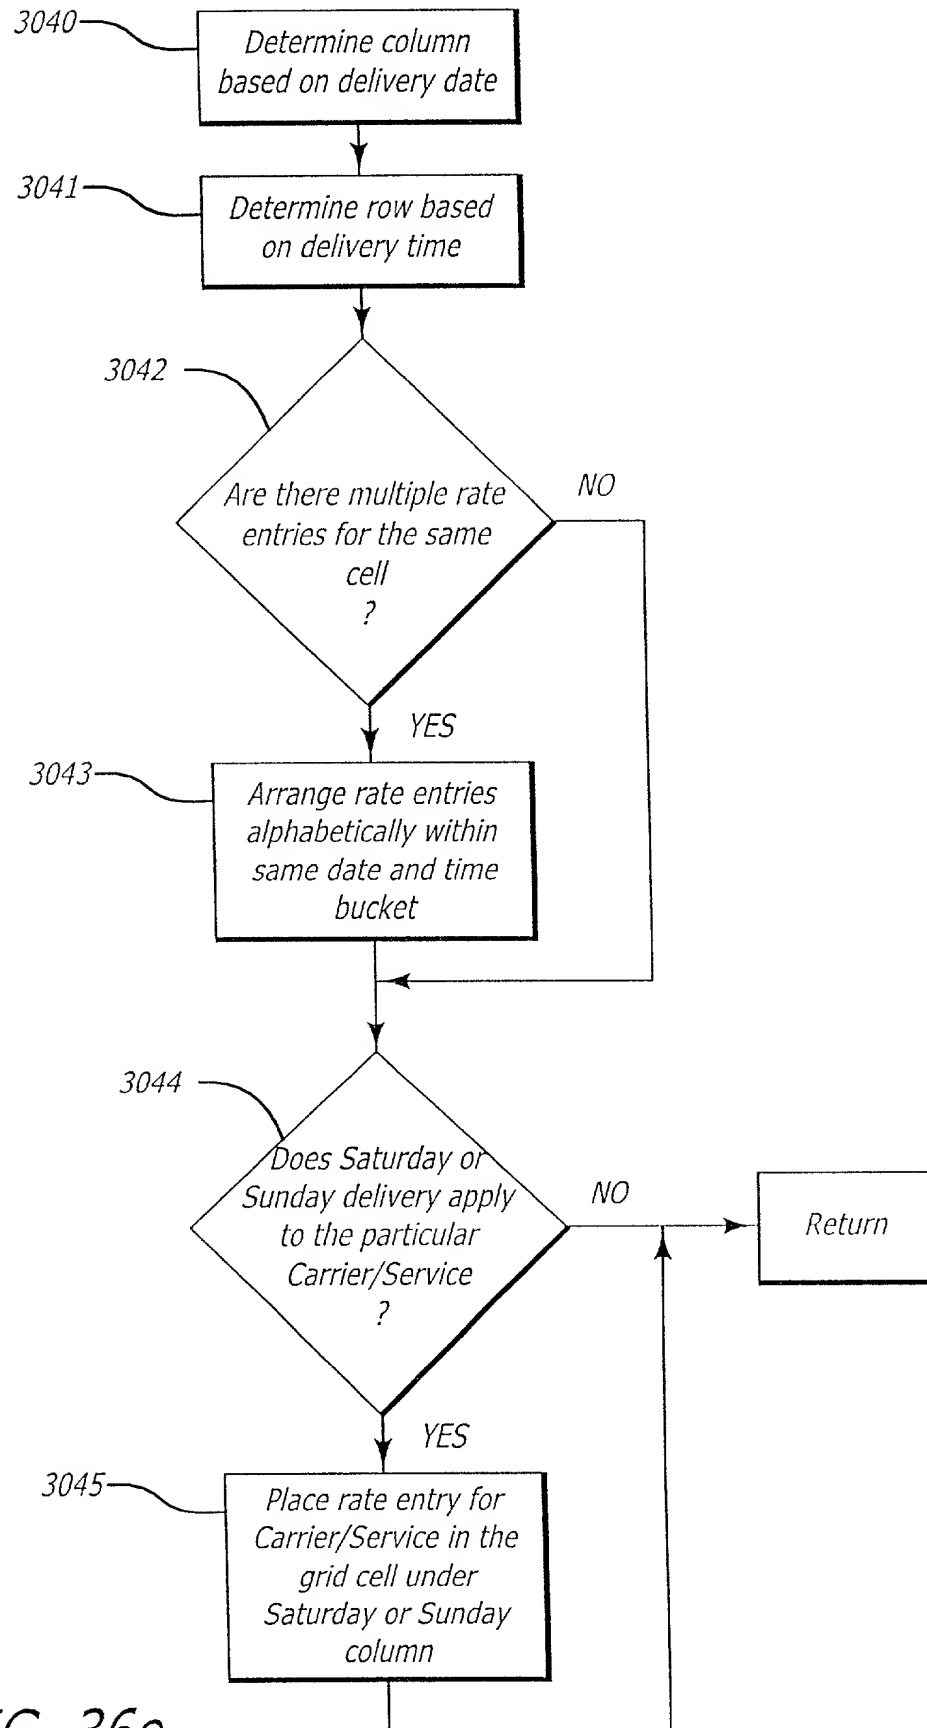 3040
Determine column
based on delivery date
3041
Determine row based
on delivery time
3042
Are there multiple rate
entries for the same
cell
?
NO
YES
3043
Arrange rate entries
alphabetically within
same date and time
bucket
3044
Does Saturday or
Sunday delivery apply
to the particular
Carrier/Service
?
NO
Return
YES
3045
Place rate entry for
Carrier/Service in the
grid cell under
Saturday or Sunday
column